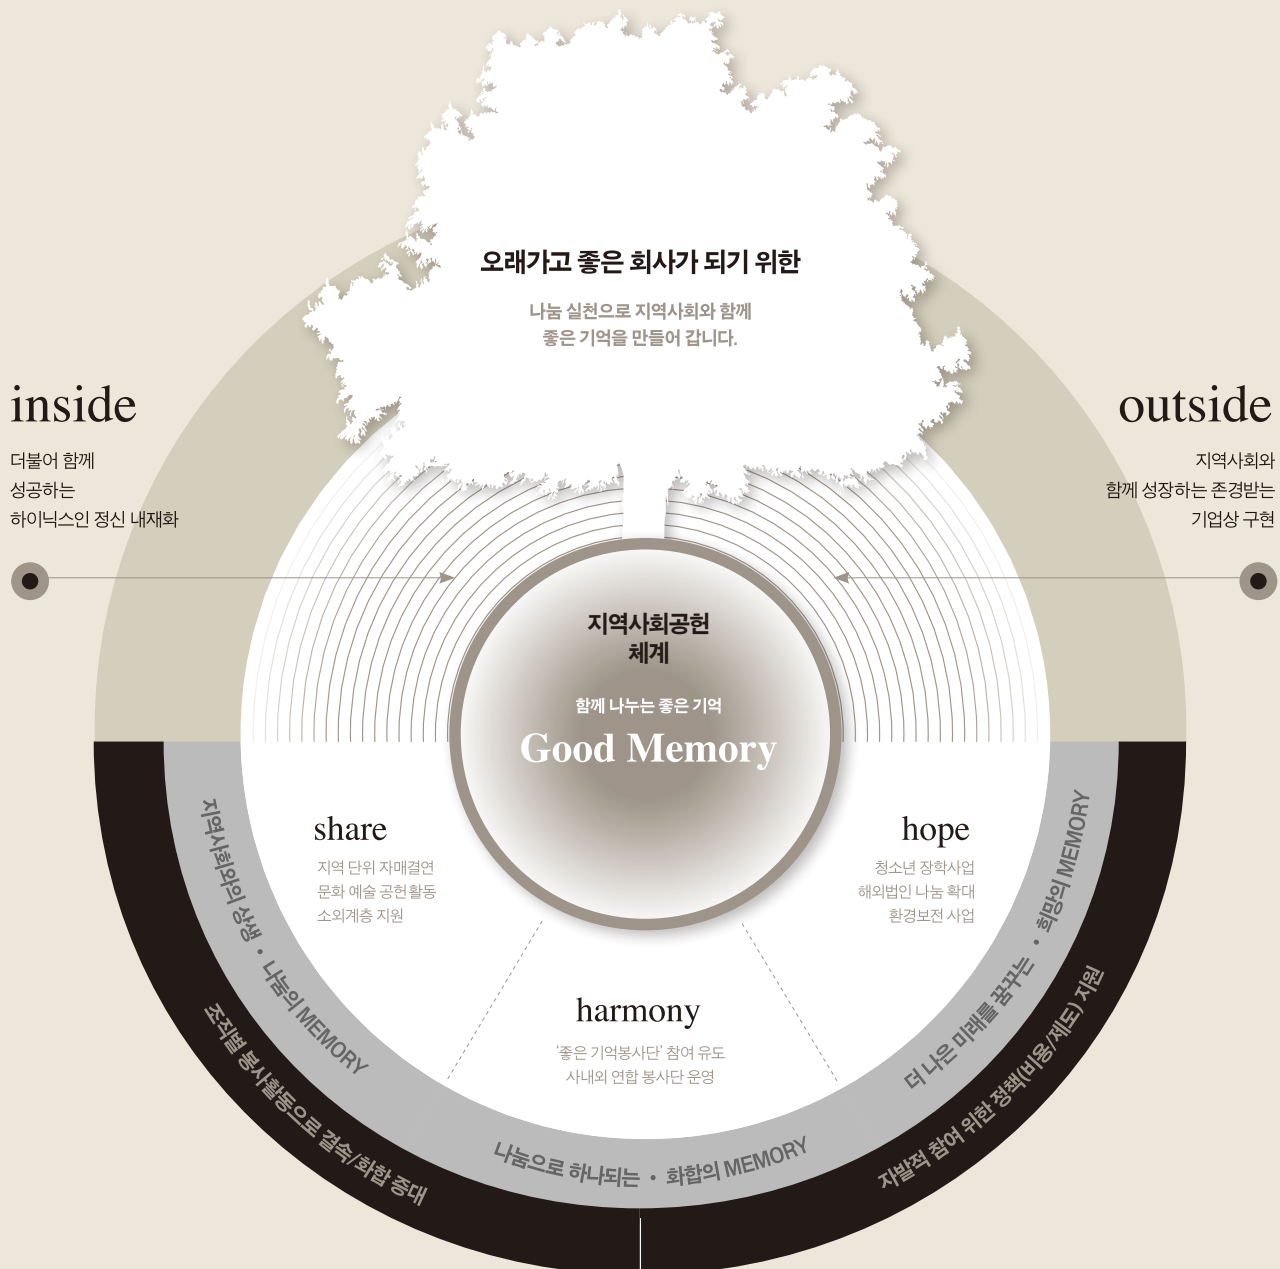 오래가고 좋은 회사가 되기 위한
나눔 실천으로 지역사회와 함께
좋은 기억을 만들어 갑니다.
inside
더불어 함께
성공하는
하이닉스인 정신 내재화
outside
지역사회와
함께 성장하는 존경받는
기업상 구현
지역사회공헌
체계
함께 나누는 좋은 기억
Good Memory
share
지역 단위 자매결연
문화 예술 공헌활동
소외계층 지원
hope
청소년 장학사업
해외법인 나눔 확대
환경보전 사업
harmony
‘좋은 기억봉사단’ 참여 유도
사내외 연합 봉사단 운영
지역사회와의 상생 • 나눔의 MEMORY
나눔으로 하나되는 • 화합의 MEMORY
더 나은 미래를 꿈꾸는 • 희망의 MEMORY
조직별 봉사활동으로 결속/화합 증대
자발적 참여 위한 정책(비용/제도) 지원